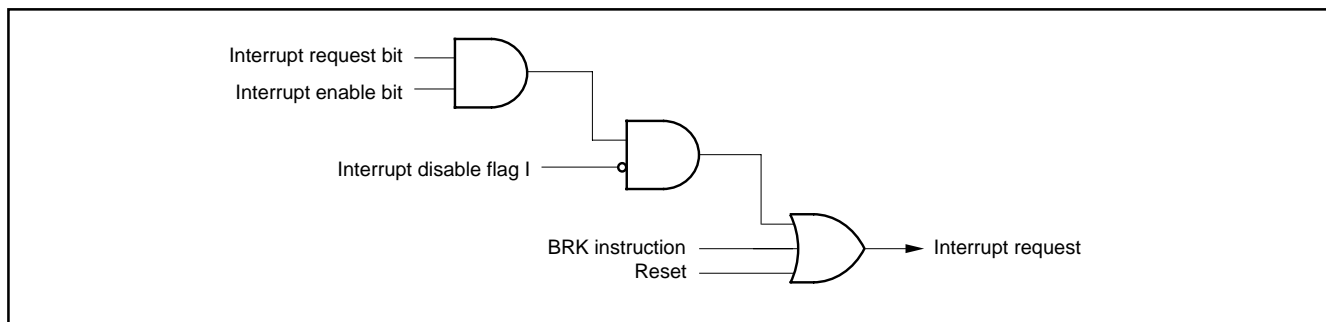 Interrupt request bit
Interrupt enable bit
Interrupt disable flag I
BRK instruction
Reset
Interrupt request